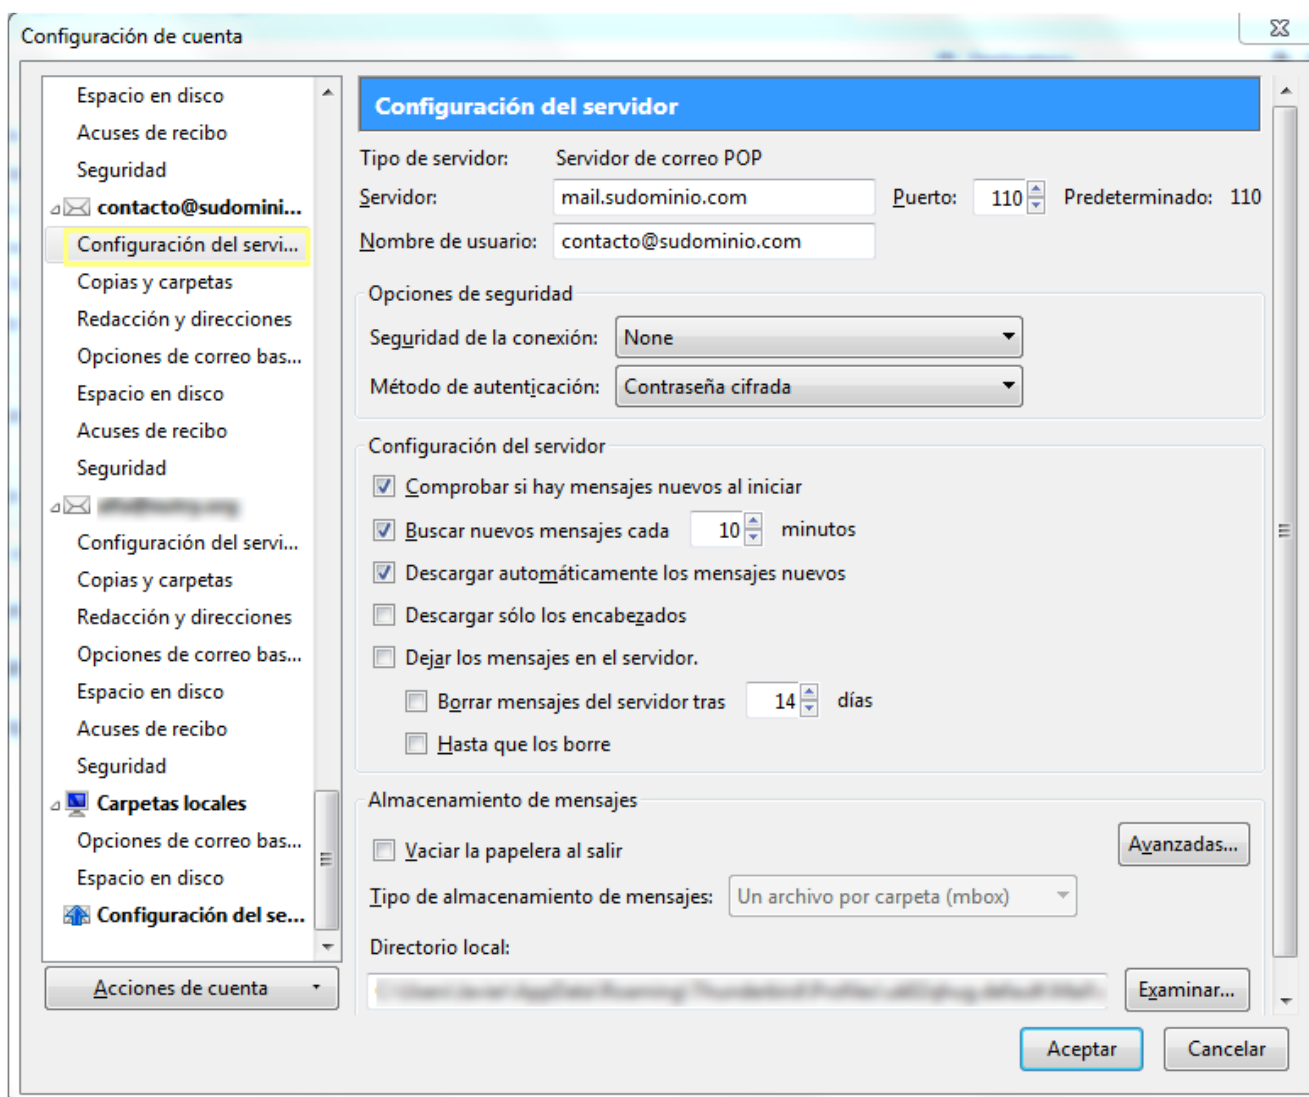 Configuración de cuenta
Espacio en disco
Acuses de recibo
Seguridad
contacto@sudomini...
Configuración del servi...
Copias y carpetas
Redacción y direcciones
Opciones de correo bas...
Espacio en disco
Acuses de recibo
Seguridad
Configuración del servi...
Copias y carpetas
Redacción y direcciones
Opciones de correo bas...
Espacio en disco
Acuses de recibo
Seguridad
Carpetas locales
Opciones de correo bas...
Espacio en disco
Configuración del se...
Acciones de cuenta
Configuración del servidor
Tipo de servidor: Servidor de correo POP
Servidor: mail.sudominio.com Puerto: 110 Predeterminado: 110
Nombre de usuario: contacto@sudominio.com
Opciones de seguridad
Seguridad de la conexión: None
Método de autenticación: Contraseña cifrada
Configuración del servidor
Comprobar si hay mensajes nuevos al iniciar
Buscar nuevos mensajes cada 10 minutos
Descargar automáticamente los mensajes nuevos
Descargar sólo los encabezados
Dejar los mensajes en el servidor.
Borrar mensajes del servidor tras 14 días
Hasta que los borre
Almacenamiento de mensajes
Vaciar la papelera al salir Avanzadas...
Tipo de almacenamiento de mensajes: Un archivo por carpeta (mbox)
Directorio local:
Examinar...
Aceptar Cancelar